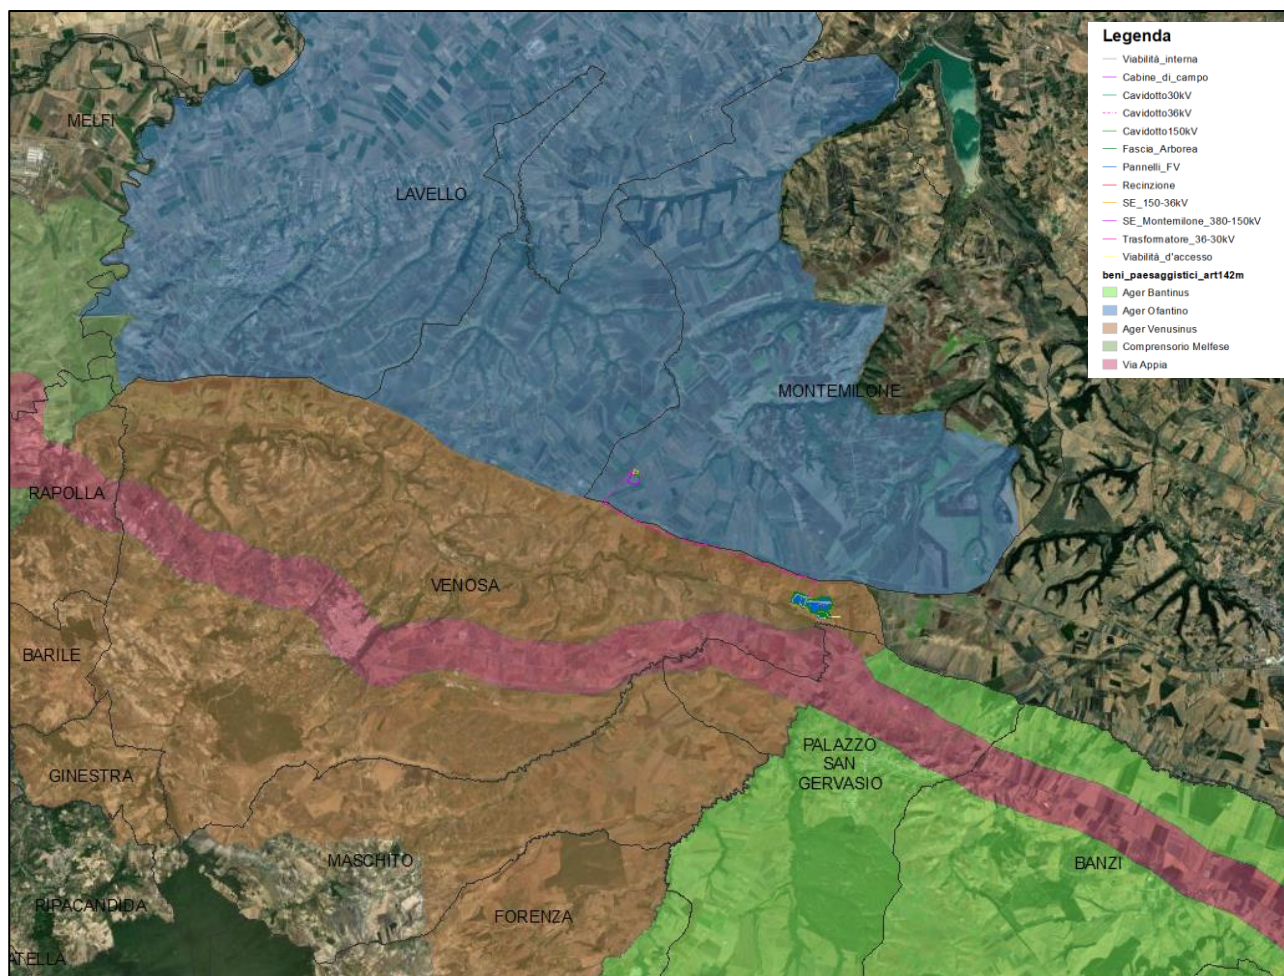 Legenda
Viabilità_interna
Cabine_di_campo
Cavidotto30kV
Cavidotto36kV
Cavidotto150kV
Fascia_Arborea
Pannelli_FV
Recinzione
SE_150-36kV
SE_Montemilone_380-150kV
Trasformatore_36-30kV
Viabilità_d'accesso
beni_paesaggistici_art142m
Ager Bantinus
Ager Ofantino
Ager Venusinus
Comprensorio Melfese
Via Appia
MELFI
LAVELLO
MONTEMILONE
RAPOLLA
VENOSA
BARILE
GINESTRA
PALAZZO
SAN
GERVASIO
MASCHITO
BANZI
RIPACANDIDA
FORENZA
ATELLA